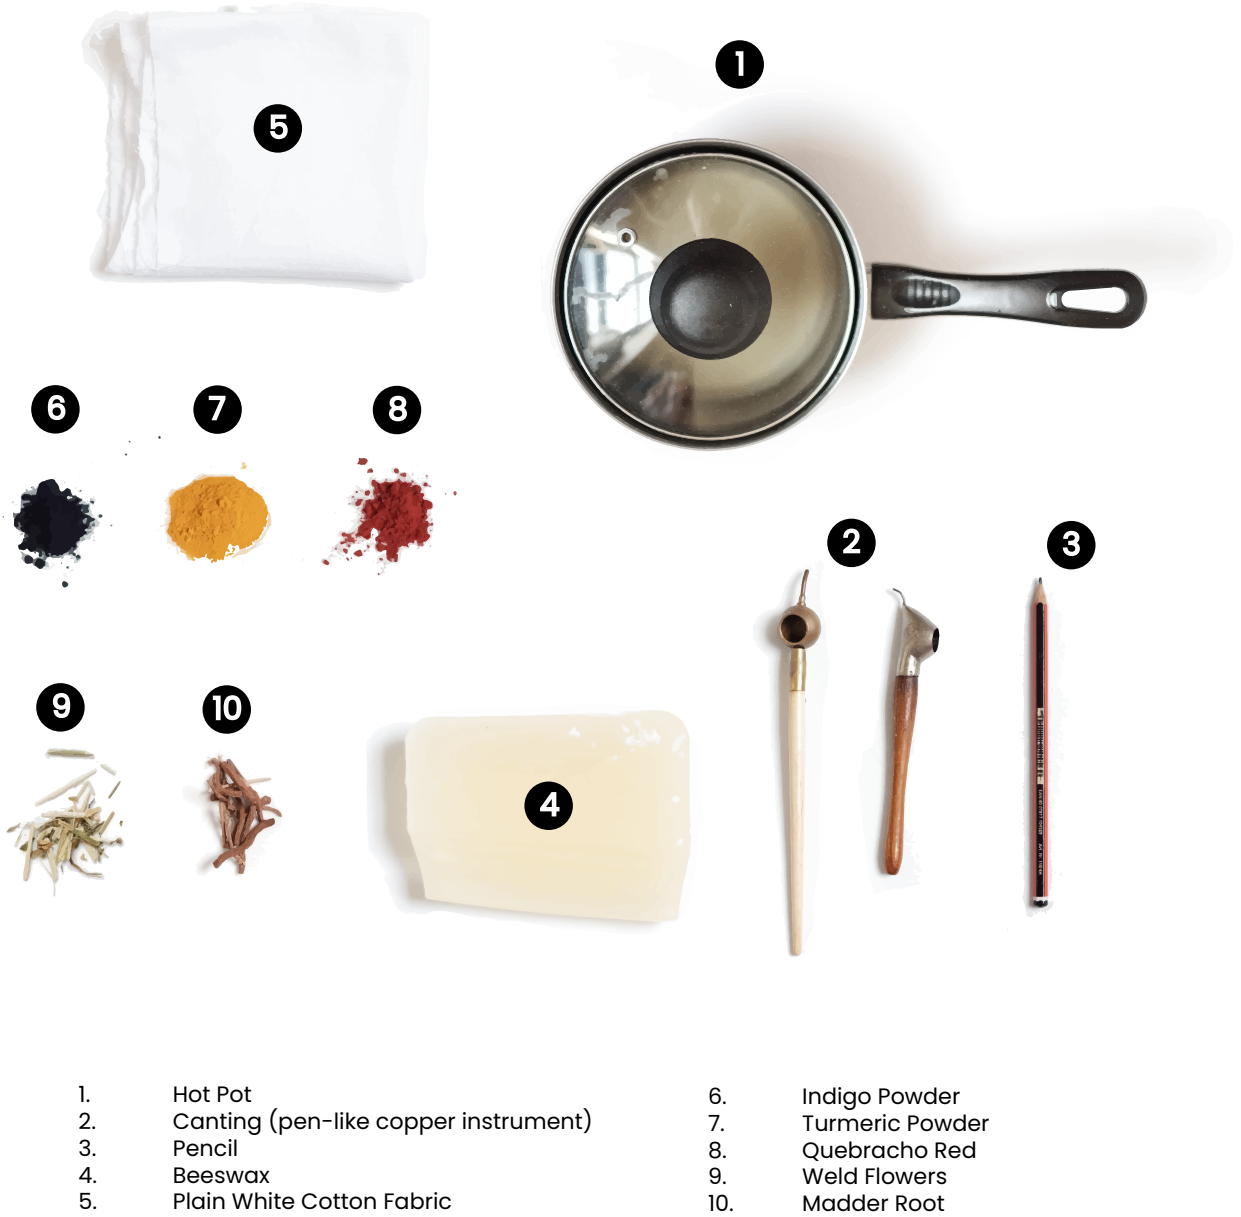 1
5
6
7
8
2
3
9
10
4
1. Hot Pot
2. Canting (pen-like copper instrument)
3. Pencil
4. Beeswax
5. Plain White Cotton Fabric
6. Indigo Powder
7. Turmeric Powder
8. Quebracho Red
9. Weld Flowers
10. Madder Root